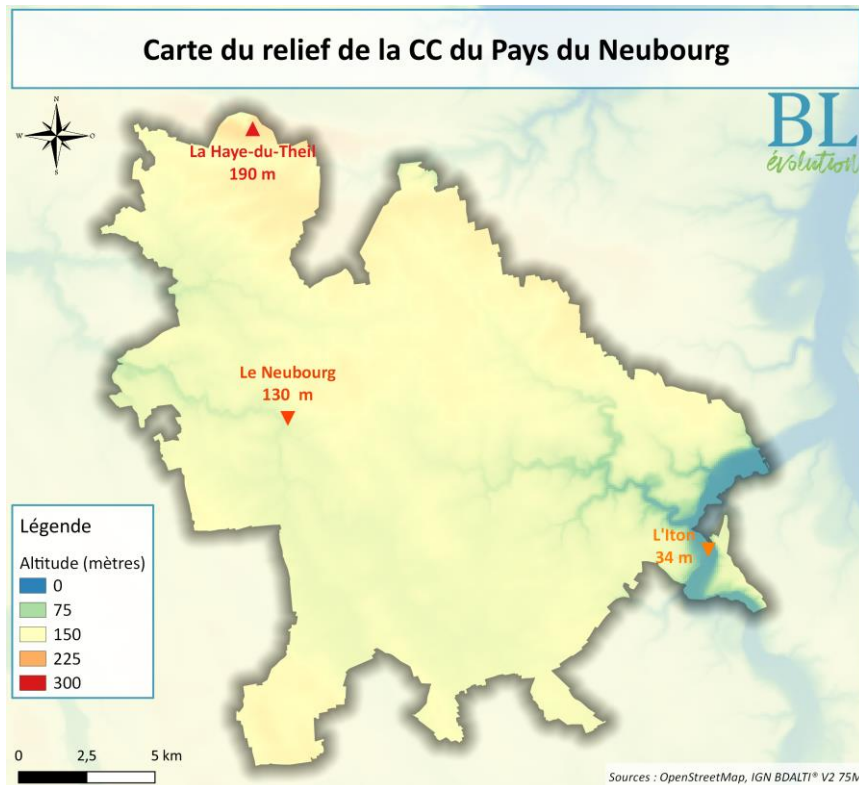 Carte du relief de la CC du Pays du Neubourg
BL
évolution
N
W O
S
La Haye-du-Theil
190 m
Le Neubourg
130 m
L'Iton
34 m
Légende
Altitude (mètres)
0
75
150
225
300
0 2,5 5 km
Sources : OpenStreetMap, IGN BDALTI® V2 75M